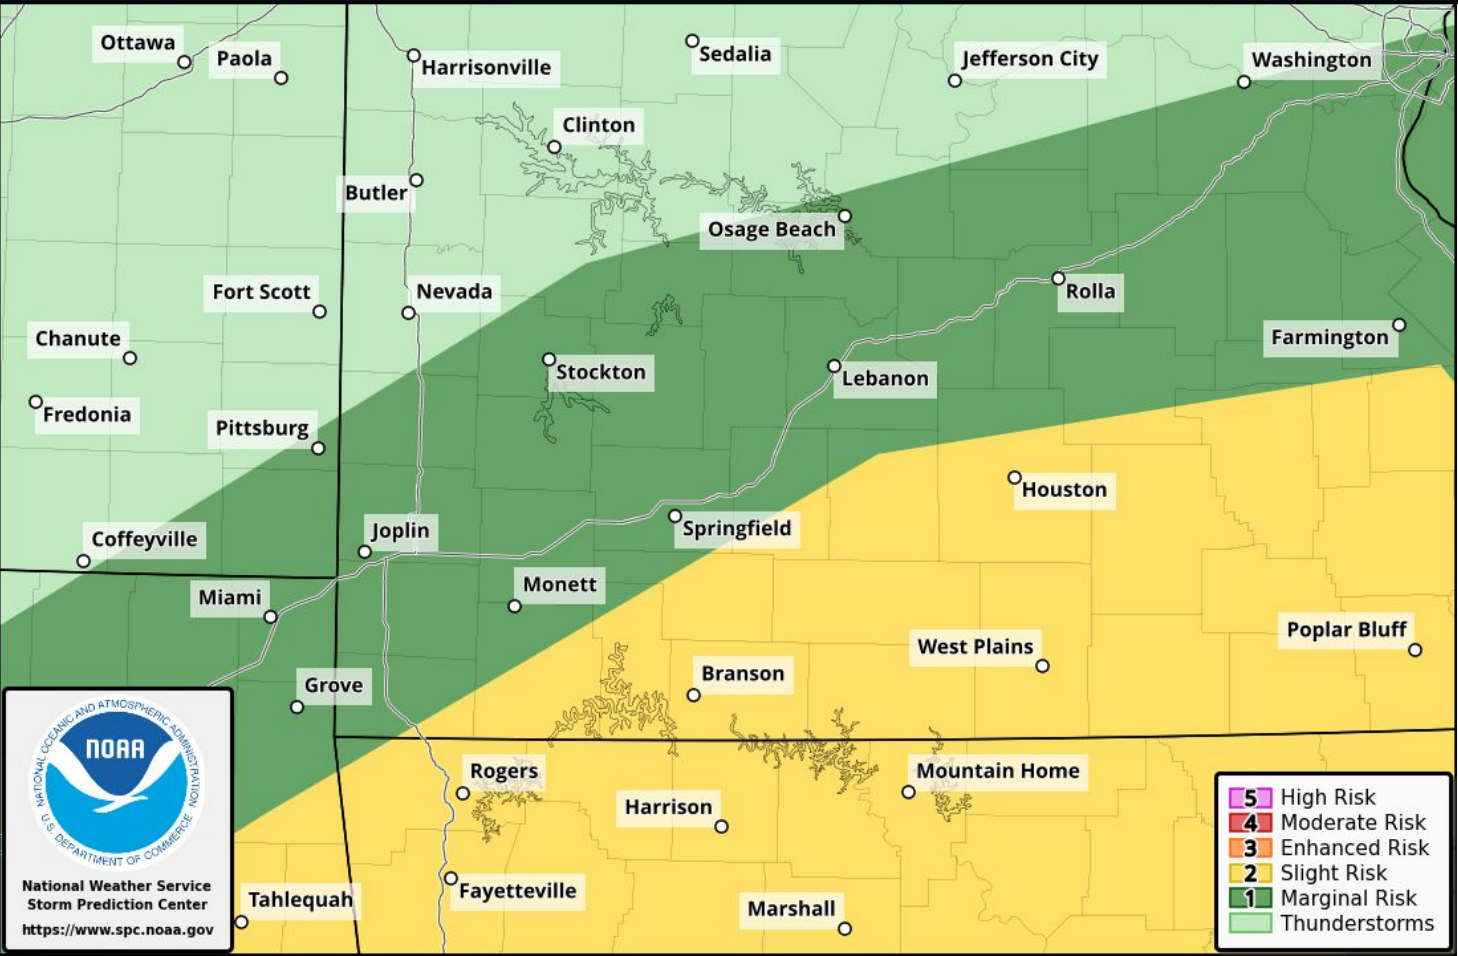 Ottawa
Paola
Harrisonville
Sedalia
Jefferson City
Washington
Clinton
Butler
Osage Beach
Fort Scott
Nevada
Rolla
Chanute
Farmington
Stockton
Lebanon
Fredonia
Pittsburg
Houston
Coffeyville
Joplin
Springfield
Miami
Monett
Poplar Bluff
West Plains
Branson
Grove
Rogers
Mountain Home
Harrison
Tahlequah
Fayetteville
Marshall
NATIONAL OCEANIC AND ATMOSPHERIC ADMINISTRATION
NOAA
U.S. DEPARTMENT OF COMMERCE
National Weather Service
Storm Prediction Center
https://www.spc.noaa.gov
5 High Risk
4 Moderate Risk
3 Enhanced Risk
2 Slight Risk
1 Marginal Risk
Thunderstorms